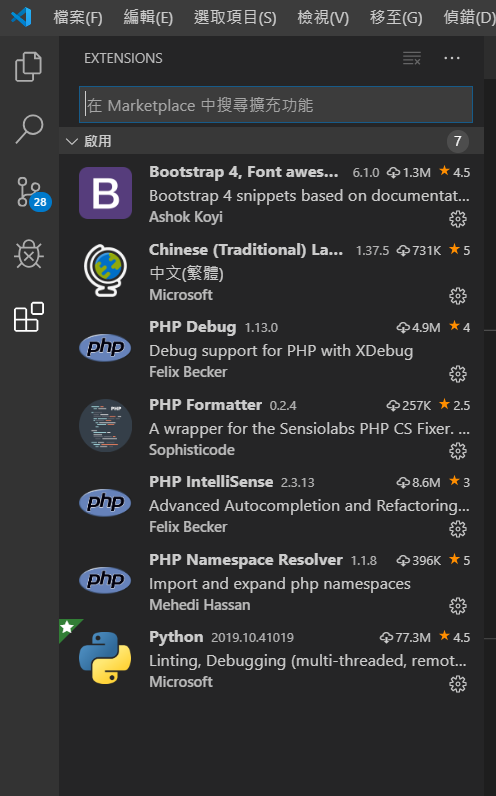 檔案(F) 編輯(E) 選取項目(S) 檢視(V) 移至(G) 偵錯(D)
EXTENSIONS
在 Marketplace 中搜尋擴充功能
啟用 7
28
B
Bootstrap 4, Font awes... 6.1.0 1.3M 4.5
Bootstrap 4 snippets based on documentat...
Ashok Koyi
Chinese (Traditional) La... 1.37.5 731K 5
中文(繁體)
Microsoft
php
PHP Debug 1.13.0 4.9M 4
Debug support for PHP with XDebug
Felix Becker
PHP
PHP Formatter 0.2.4 257K 2.5
A wrapper for the Sensiolabs PHP CS Fixer. ...
Sophisticode
php
PHP IntelliSense 2.3.13 8.6M 3
Advanced Autocompletion and Refactoring...
Felix Becker
php
PHP Namespace Resolver 1.1.8 396K 5
Import and expand php namespaces
Mehedi Hassan
Python 2019.10.41019 77.3M 4.5
Linting, Debugging (multi-threaded, remot...
Microsoft